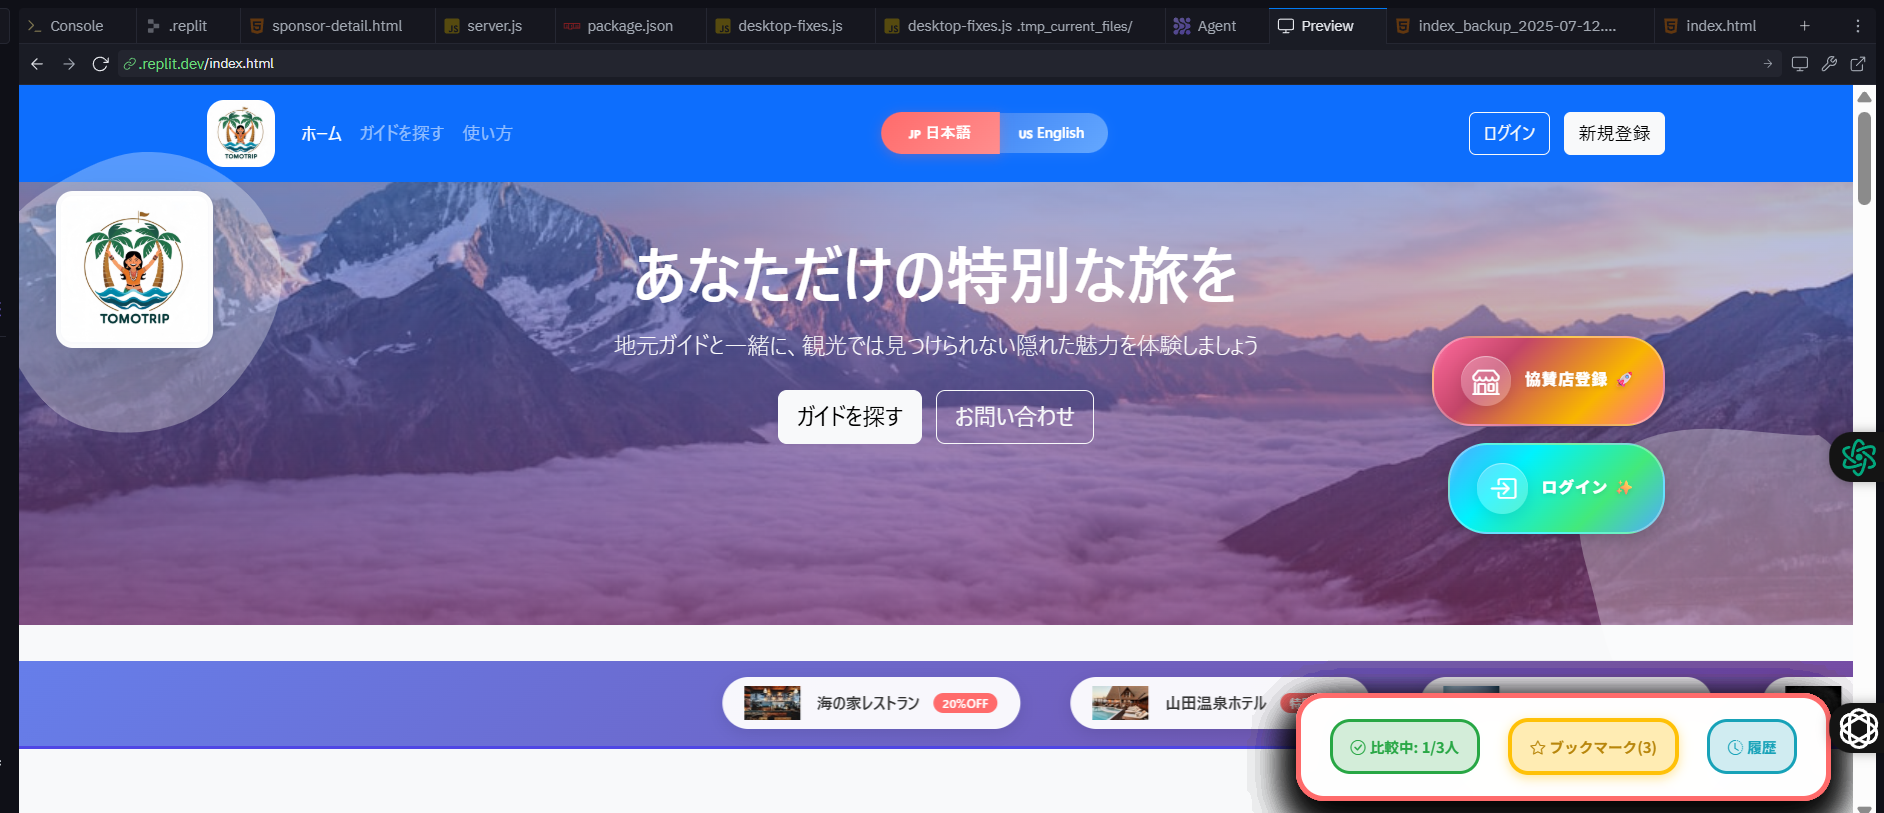 Console
.replit
sponsor-detail.html
server.js
package.json
desktop-fixes.js
desktop-fixes.js .tmp_current_files/
Agent
Preview
index_backup_2025-07-12....
index.html
.replit.dev/index.html
TOMOTRIP
ホーム
ガイドを探す
使い方
JP 日本語
US English
ログイン
新規登録
TOMOTRIP
あなただけの特別な旅を
地元ガイドと一緒に、観光では見つけられない隠れた魅力を体験しましょう
ガイドを探す
お問い合わせ
協賛店登録 🚀
ログイン ✨
海の家レストラン
20%OFF
山田温泉ホテル
比較中: 1/3人
ブックマーク(3)
履歴